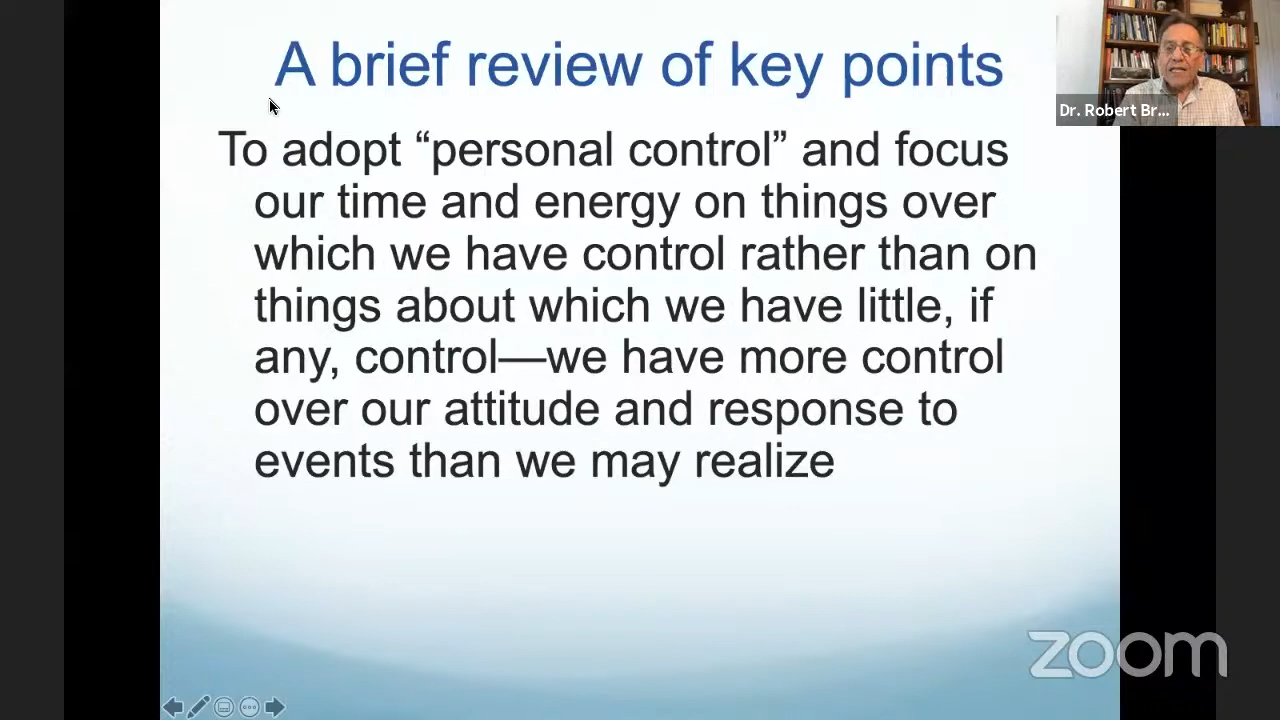 A brief review of key points
Dr. Robert Br...
To adopt “personal control” and focus
our time and energy on things over
which we have control rather than on
things about which we have little, if
any, control—we have more control
over our attitude and response to
events than we may realize
zoom